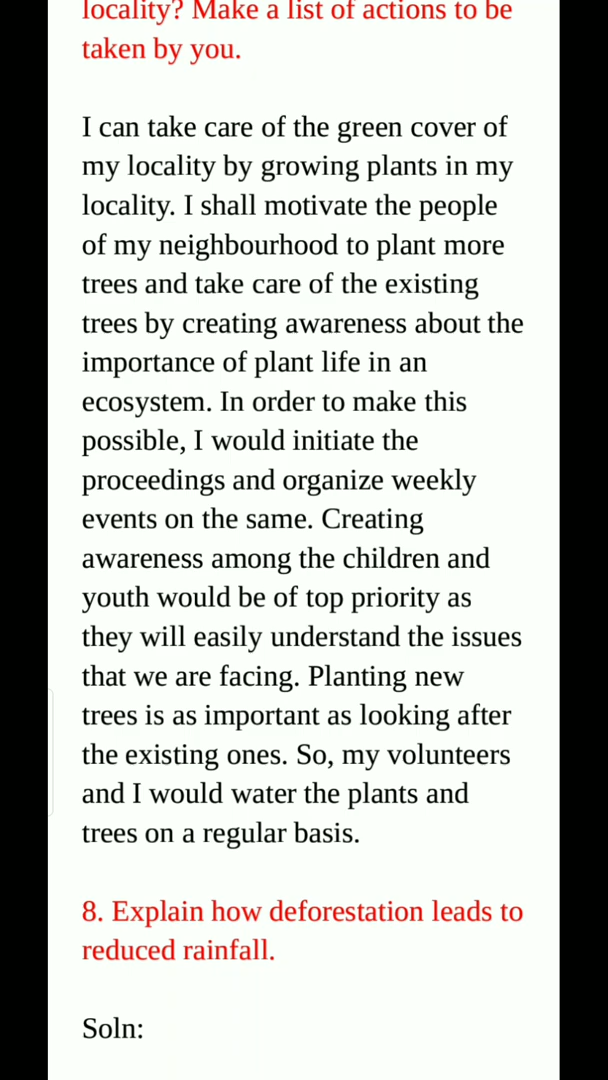 locality? Make a list of actions to be
taken by you.
I can take care of the green cover of
my locality by growing plants in my
locality. I shall motivate the people
of my neighbourhood to plant more
trees and take care of the existing
trees by creating awareness about the
importance of plant life in an
ecosystem. In order to make this
possible, I would initiate the
proceedings and organize weekly
events on the same. Creating
awareness among the children and
youth would be of top priority as
they will easily understand the issues
that we are facing. Planting new
trees is as important as looking after
the existing ones. So, my volunteers
and I would water the plants and
trees on a regular basis.
8. Explain how deforestation leads to
reduced rainfall.
Soln: